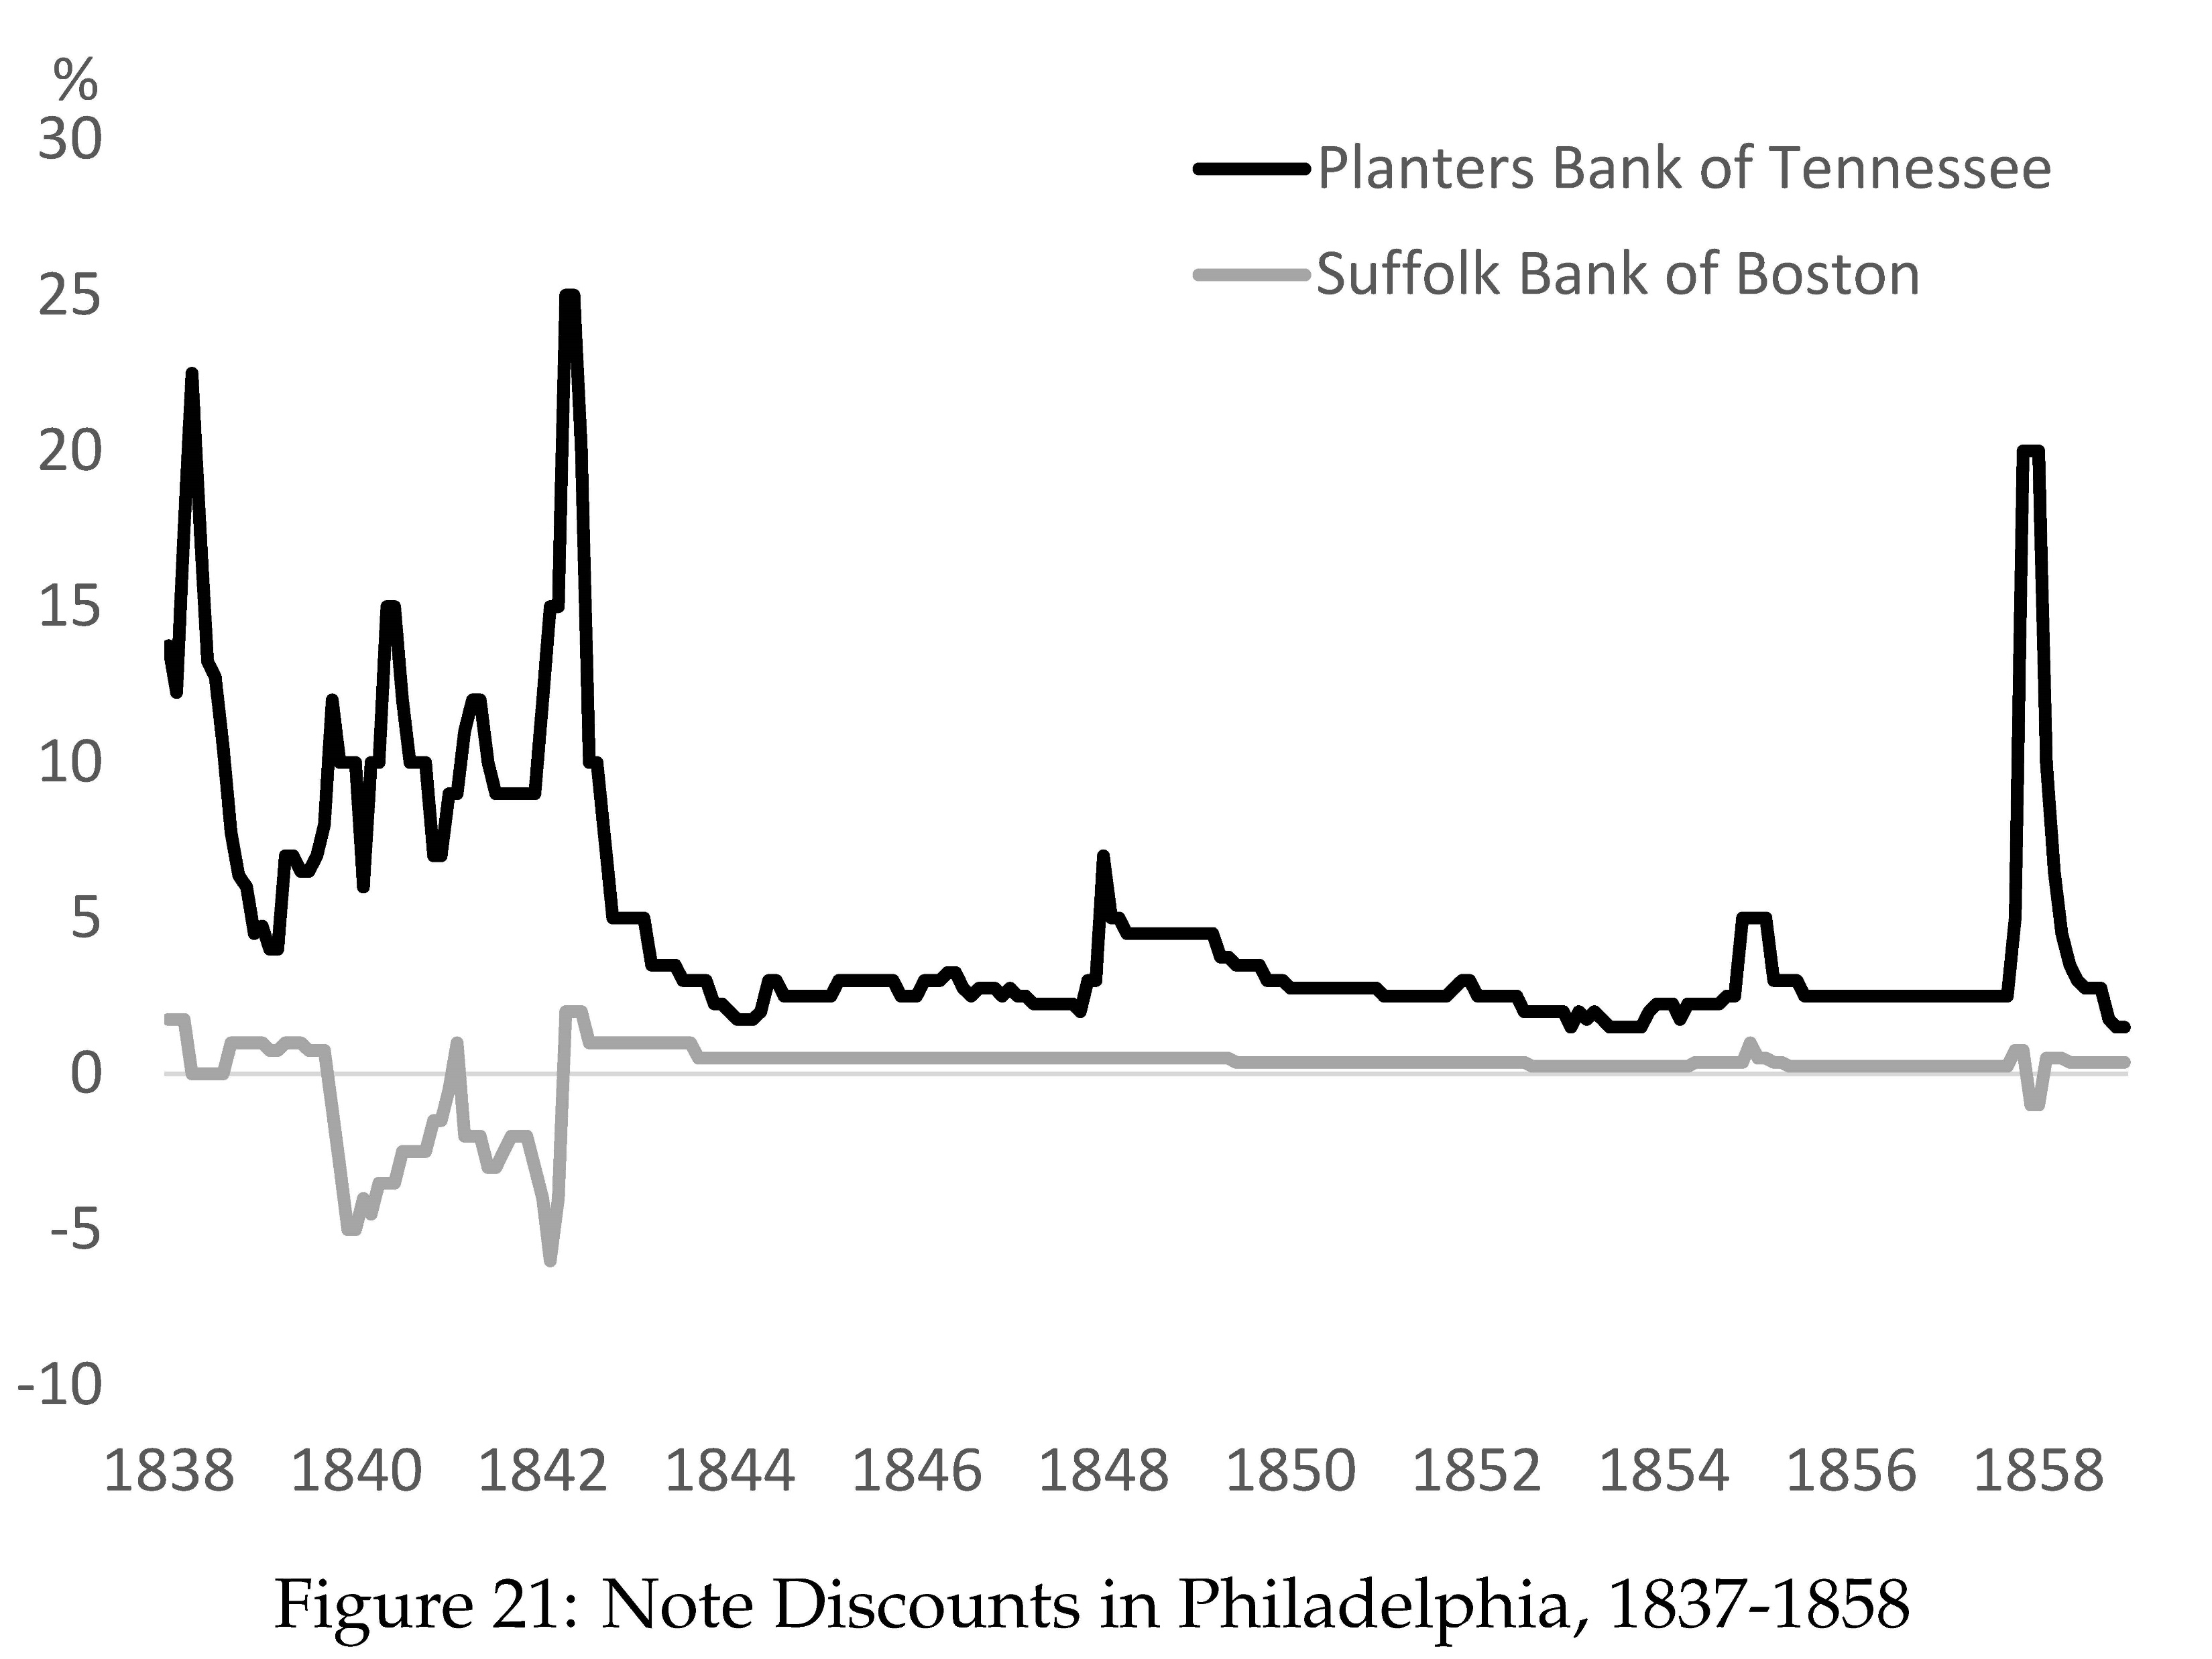 %
30
Planters Bank of Tennessee
Suffolk Bank of Boston
25
20
15
10
5
0
-5
-10
1838 1840 1842 1844 1846 1848 1850 1852 1854 1856 1858
Figure 21: Note Discounts in Philadelphia, 1837-1858